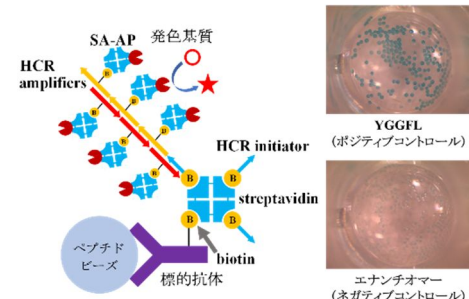 SA-AP
発色基質
HCR
amplifiers
B
B
B
B
B
B
HCR initiator
B
B
streptavidin
B
B
biotin
ペプチド
ビーズ
標的抗体
YGGFL
(ポジティブコントロール)
エナンチオマー
(ネガティブコントロール)